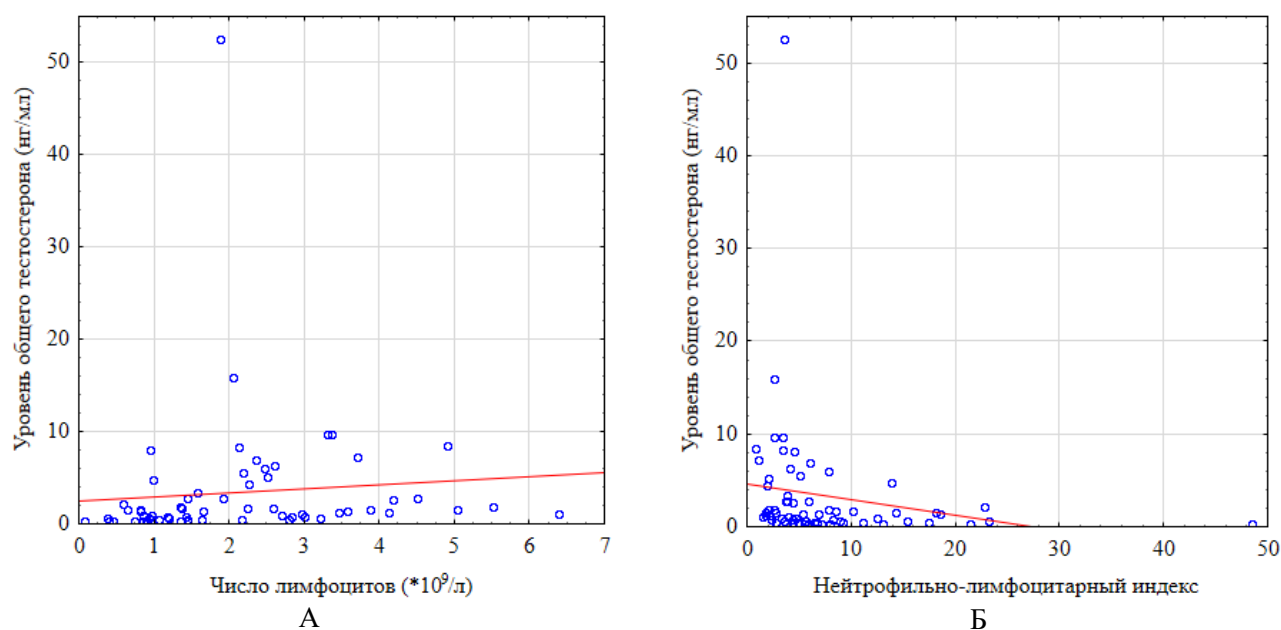 Уровень общего тестостерона (нг/мл)
50
40
30
20
10
0
0 1 2 3 4 5 6 7
Число лимфоцитов (*10⁹/л)
А
Уровень общего тестостерона (нг/мл)
50
40
30
20
10
0
0 10 20 30 40 50
Нейтрофильно-лимфоцитарный индекс
Б